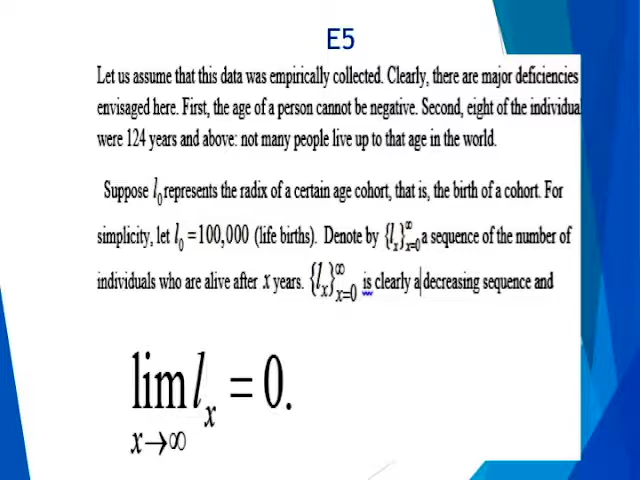 E5
Let us assume that this data was empirically collected. Clearly, there are major deficiencies
envisaged here. First, the age of a person cannot be negative. Second, eight of the individua
were 124 years and above: not many people live up to that age in the world.
Suppose l₀ represents the radix of a certain age cohort, that is, the birth of a cohort. For
simplicity, let l₀ = 100,000 (life births). Denote by {lₓ}∞ₓ₌₀ a sequence of the number of
individuals who are alive after x years. {lₓ}∞ₓ₌₀ is clearly a decreasing sequence and
lim lₓ = 0.
x→∞